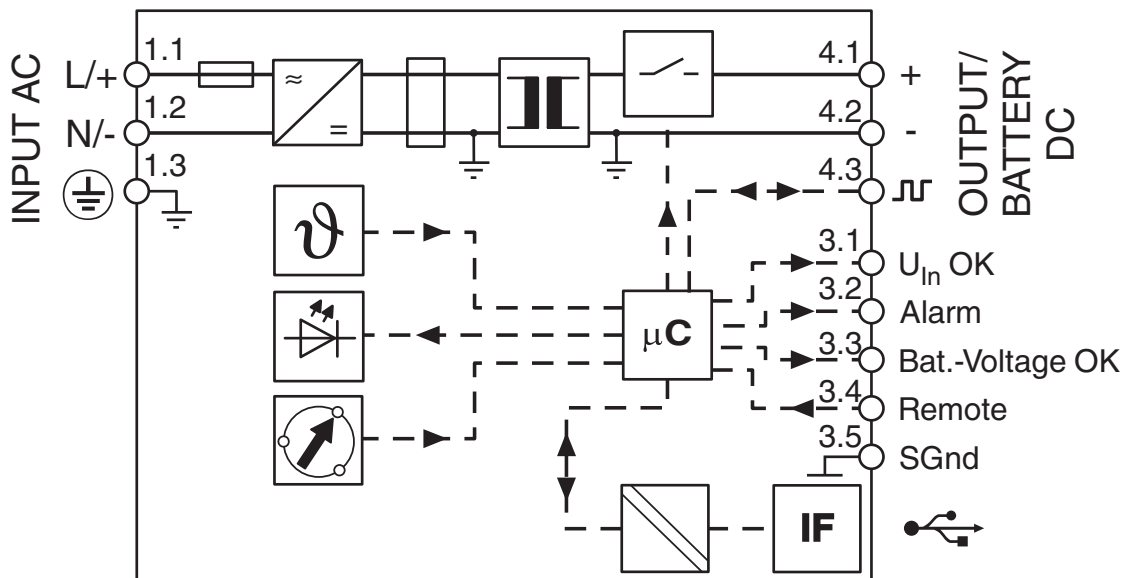 INPUT AC
L/+
1.1
N/-
1.2
1.3
≈
=
4.1
+
4.2
-
4.3
OUTPUT/
BATTERY
DC
ϑ
μC
3.1
U_In OK
3.2
Alarm
3.3
Bat.-Voltage OK
3.4
Remote
3.5
SGnd
IF